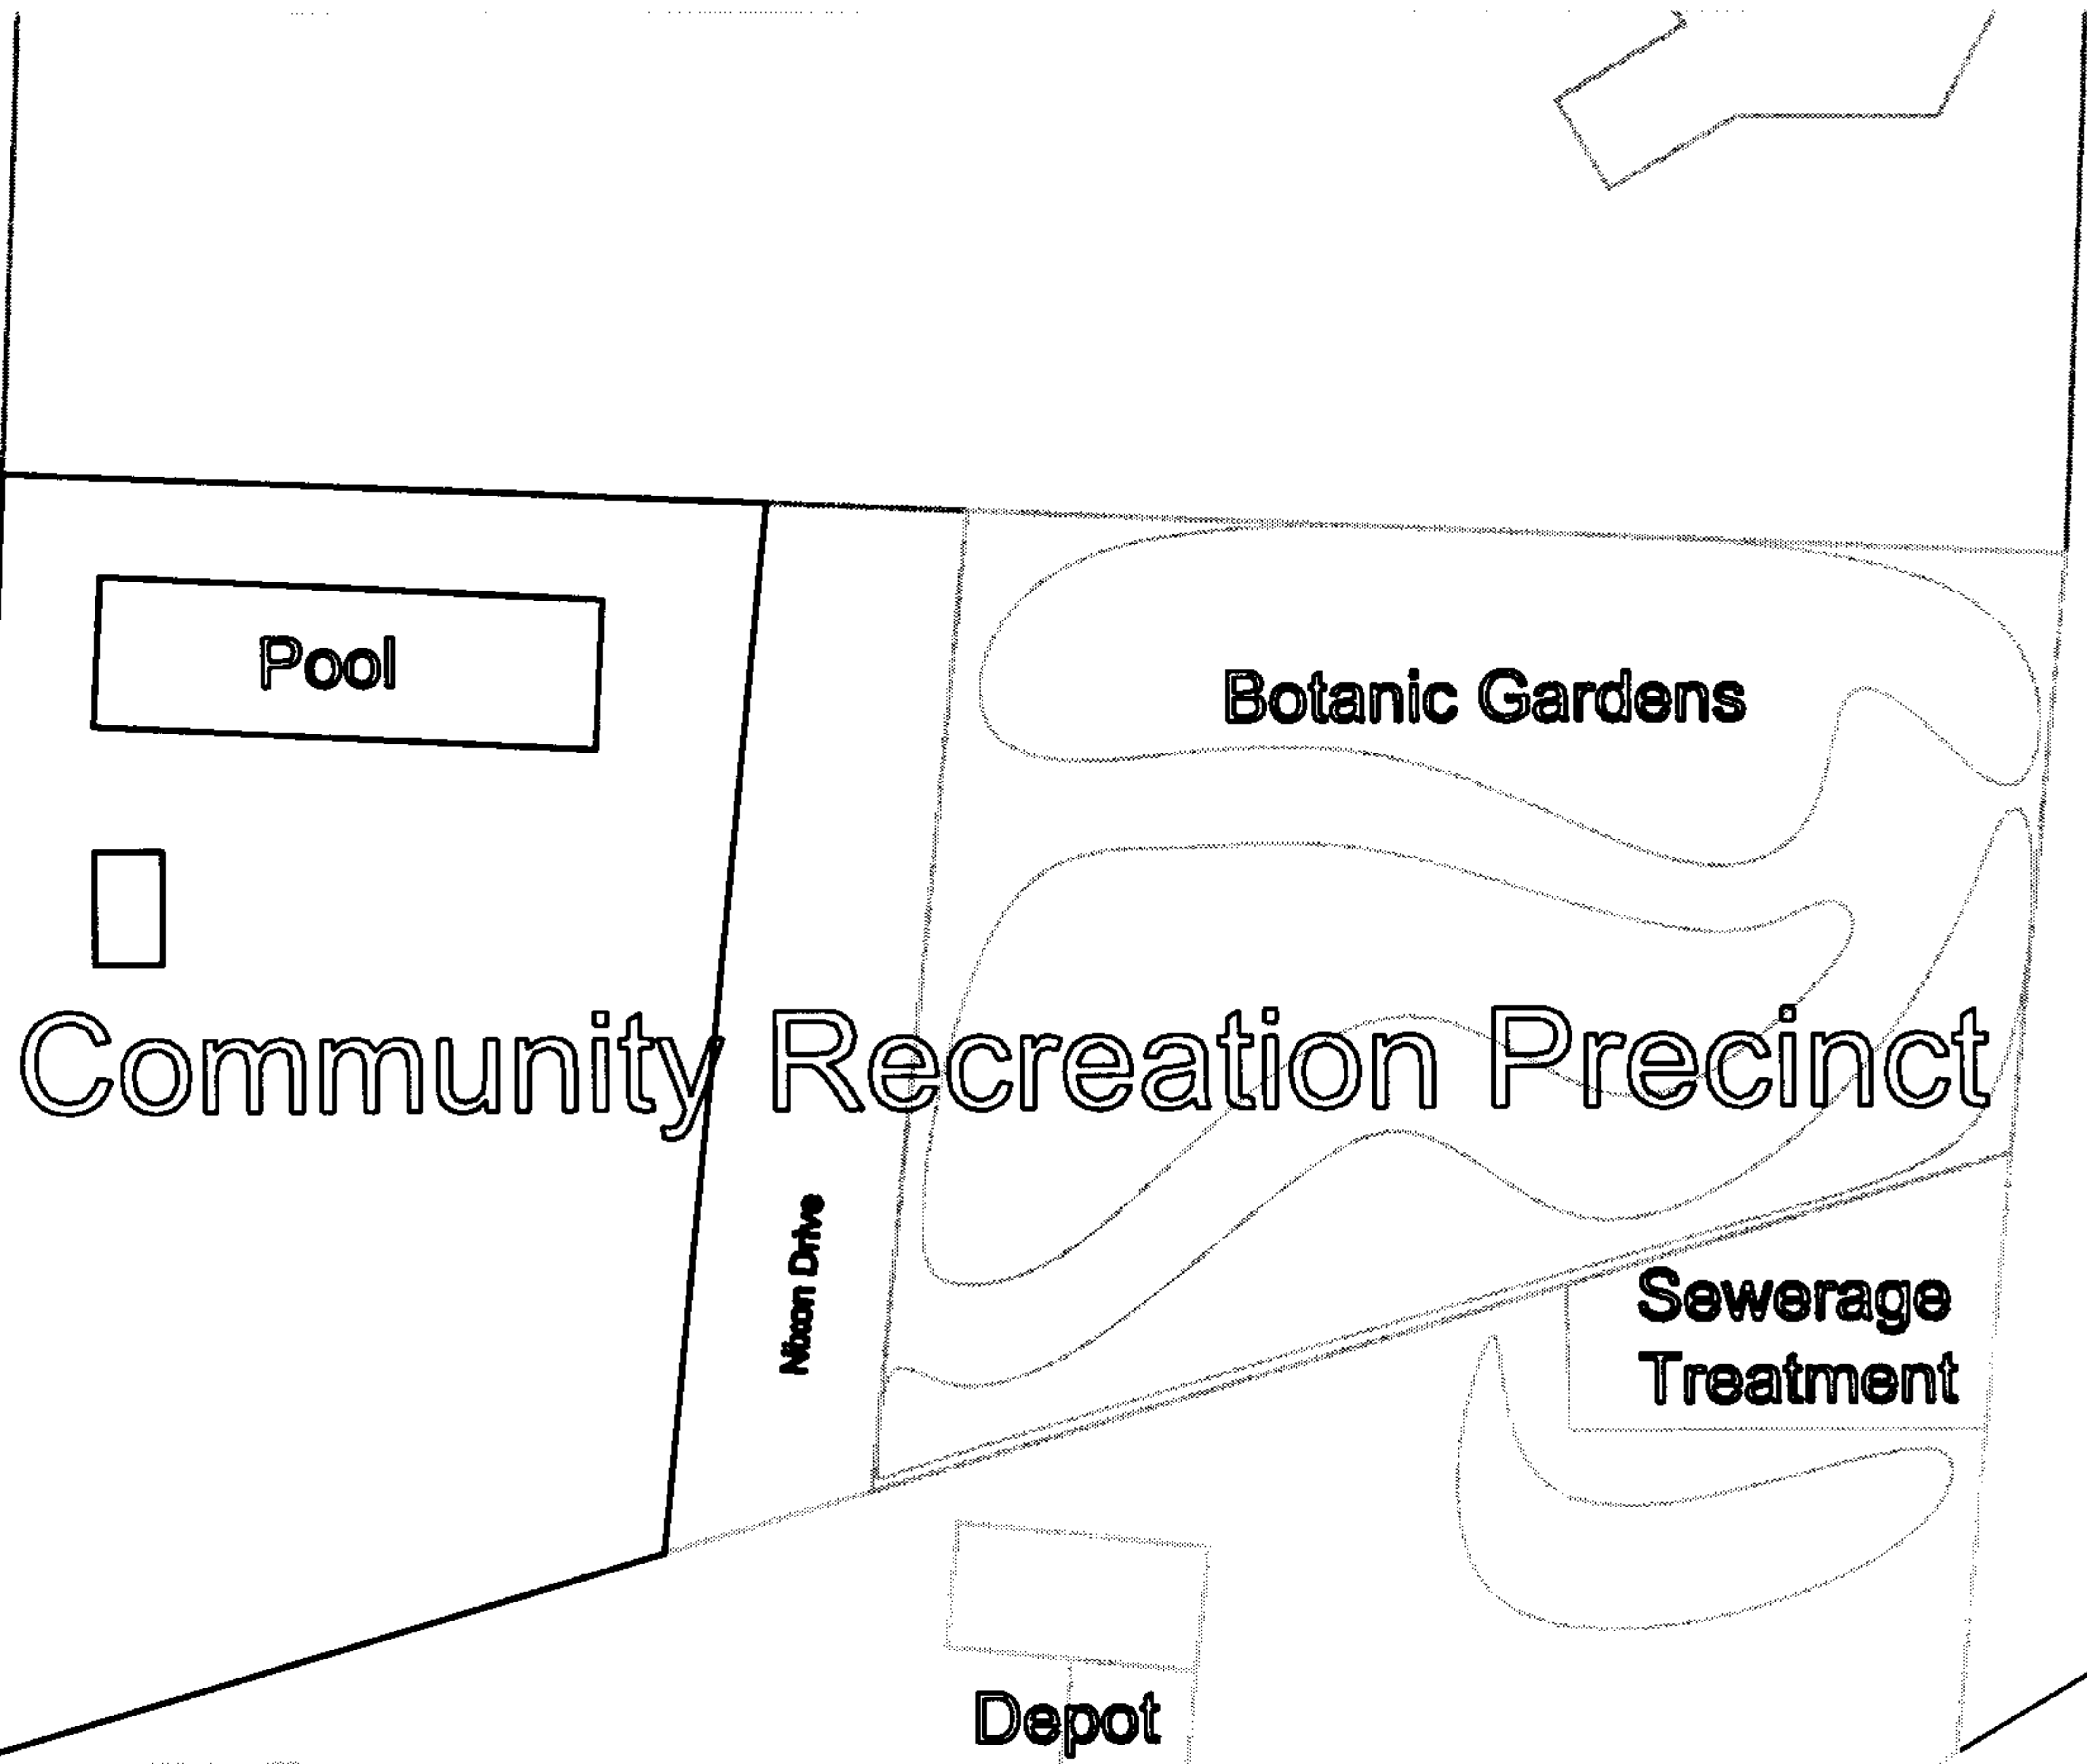 Pool
Botanic Gardens
Community Recreation Precinct
Nixon Drive
Sewerage
Treatment
Depot